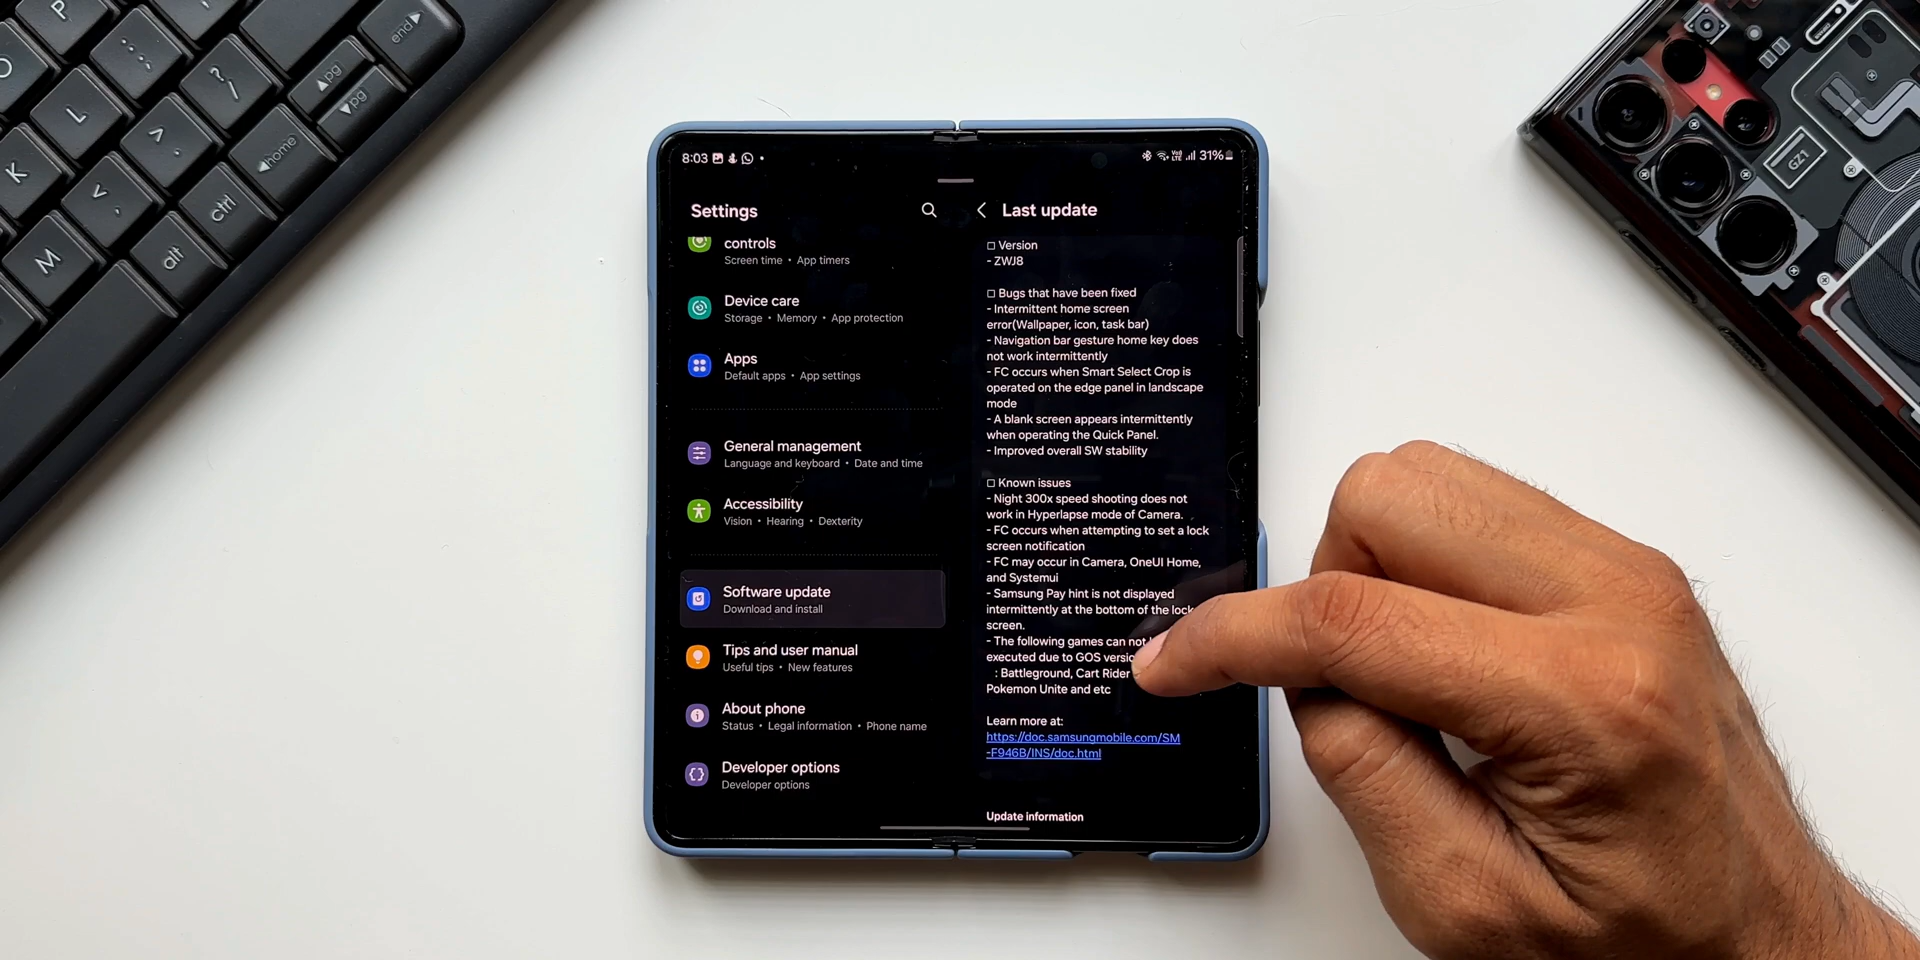 P
end
?
pg
pg
home
O
L
K
M
alt
ctrl
GZ1
8:03
31%
Settings
controls
Screen time • App timers
Device care
Storage • Memory • App protection
Apps
Default apps • App settings
General management
Language and keyboard • Date and time
Accessibility
Vision • Hearing • Dexterity
Software update
Download and install
Tips and user manual
Useful tips • New features
About phone
Status • Legal information • Phone name
Developer options
Developer options
Last update
□ Version
- ZWJ8
□ Bugs that have been fixed
- Intermittent home screen
error(Wallpaper, icon, task bar)
- Navigation bar gesture home key does
not work intermittently
- FC occurs when Smart Select Crop is
operated on the edge panel in landscape
mode
- A blank screen appears intermittently
when operating the Quick Panel.
- Improved overall SW stability
□ Known issues
- Night 300x speed shooting does not
work in Hyperlapse mode of Camera.
- FC occurs when attempting to set a lock
screen notification
- FC may occur in Camera, OneUI Home,
and Systemui
- Samsung Pay hint is not displayed
intermittently at the bottom of the lock
screen.
- The following games can not
executed due to GOS
: Battleground, Cart Rider
Pokemon Unite and etc
Learn more at:
https://doc.samsungmobile.com/SM
-F946B/INS/doc.html
Update information